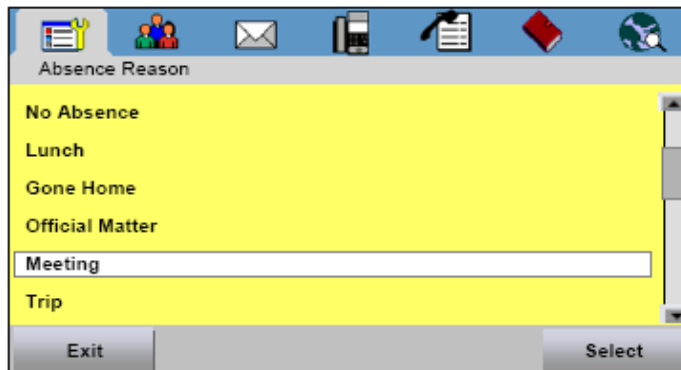 Absence Reason
No Absence
Lunch
Gone Home
Official Matter
Meeting
Trip
Exit Select